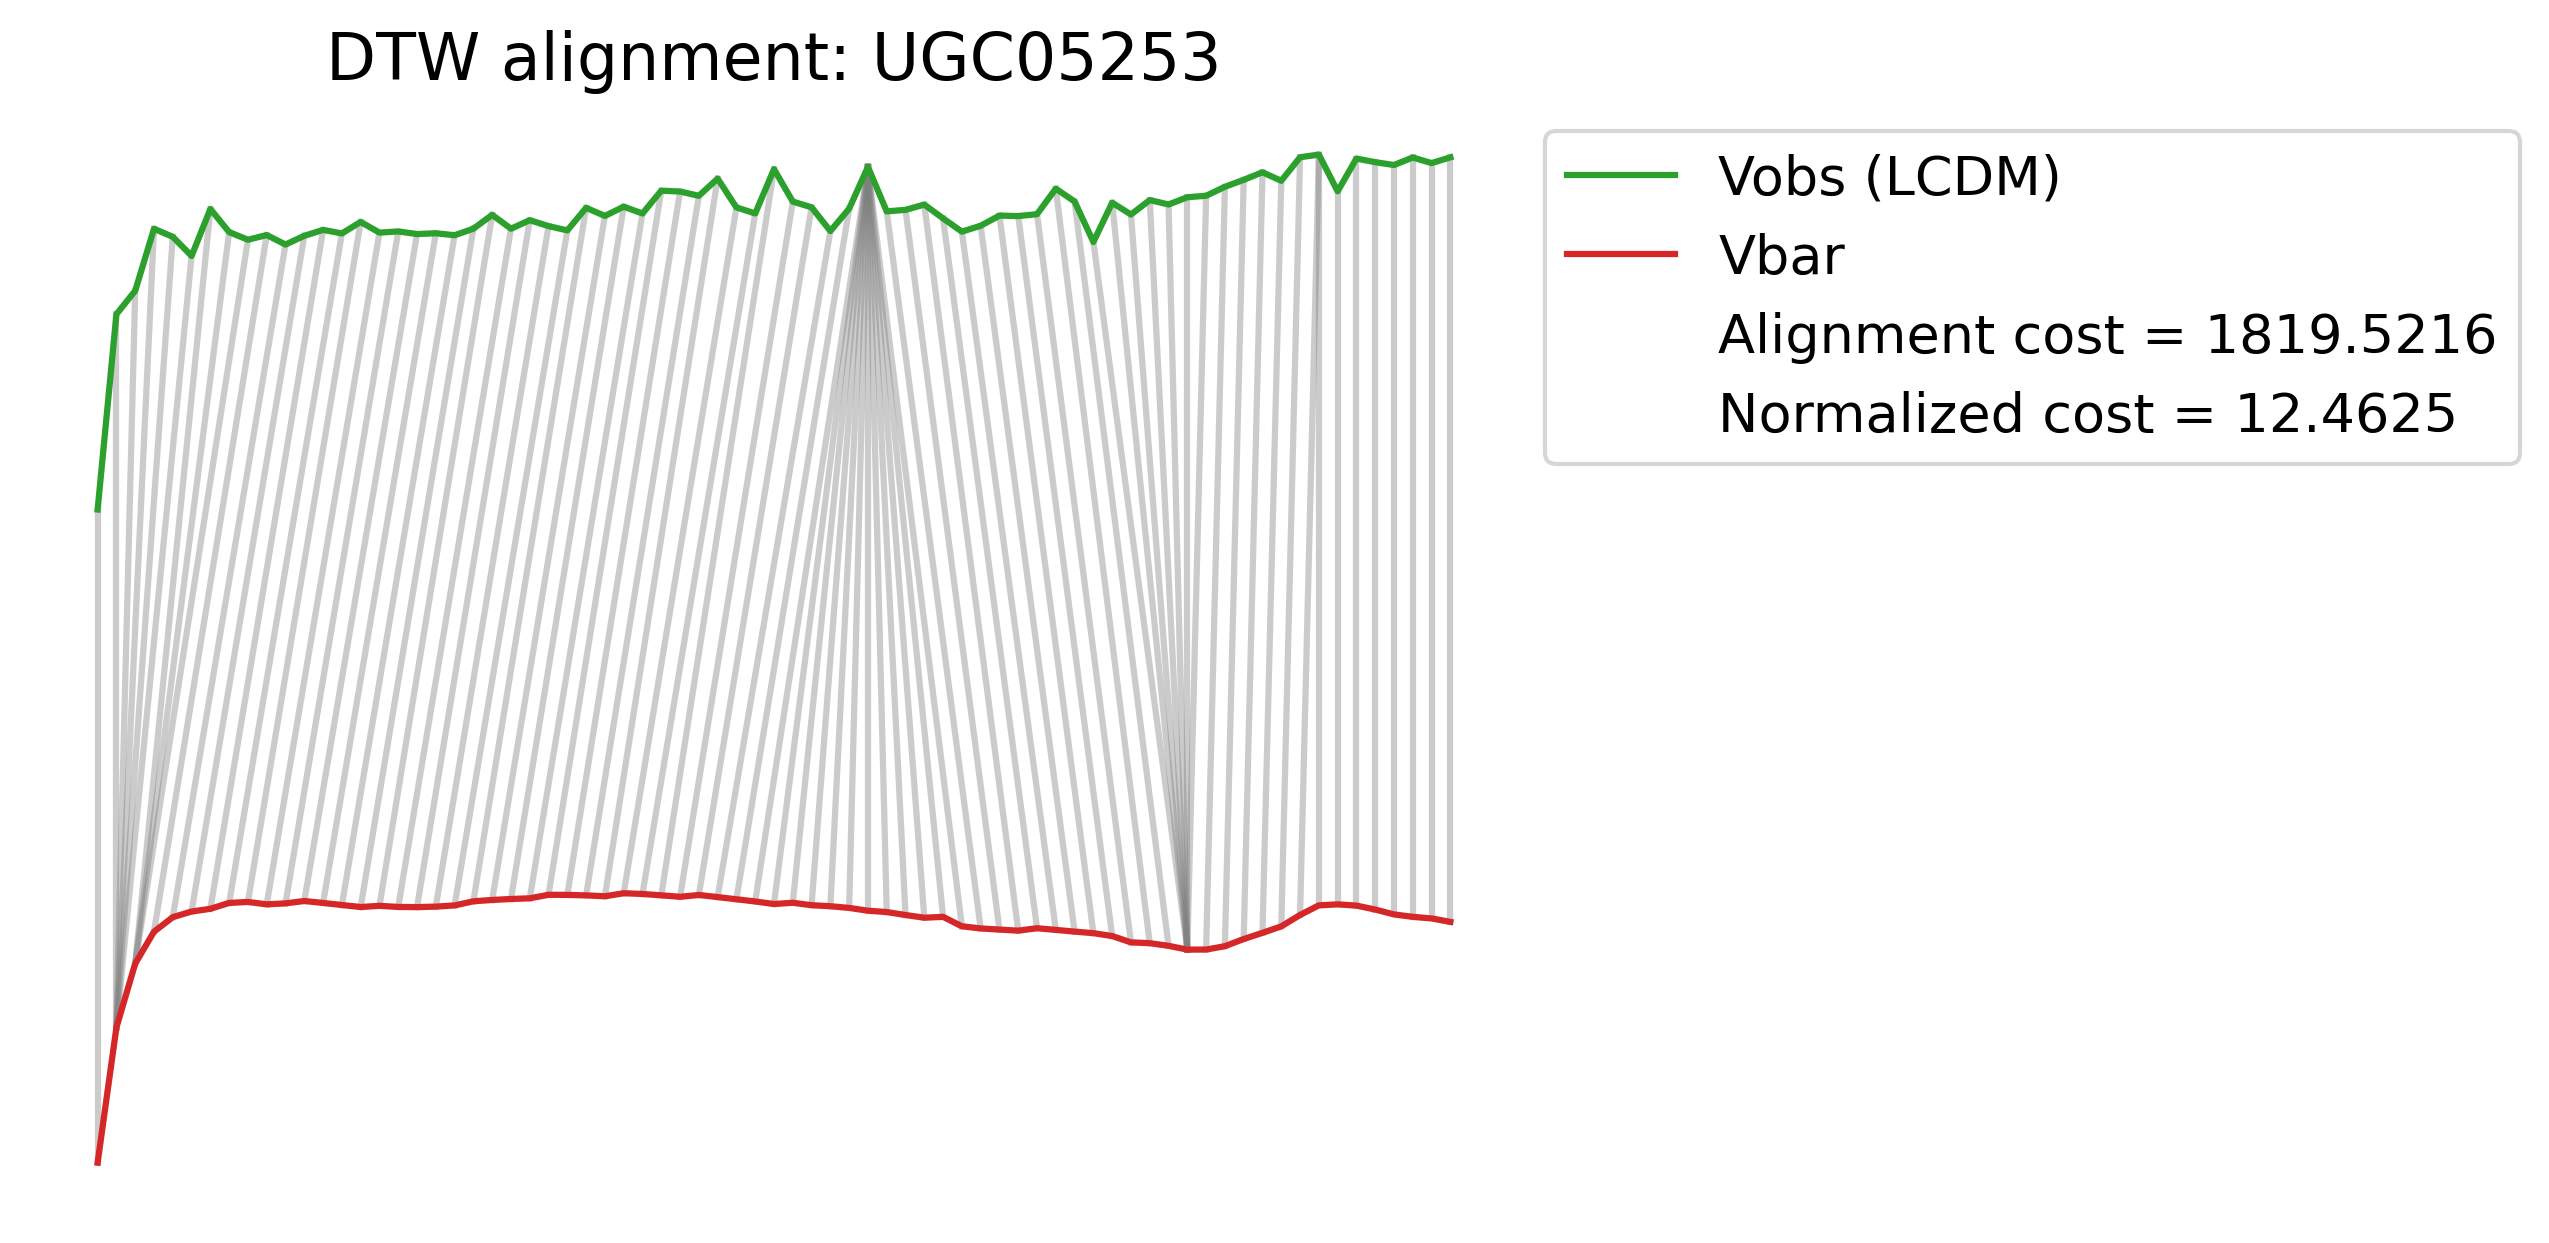 DTW alignment: UGC05253
Vobs (LCDM)
Vbar
Alignment cost = 1819.5216
Normalized cost = 12.4625